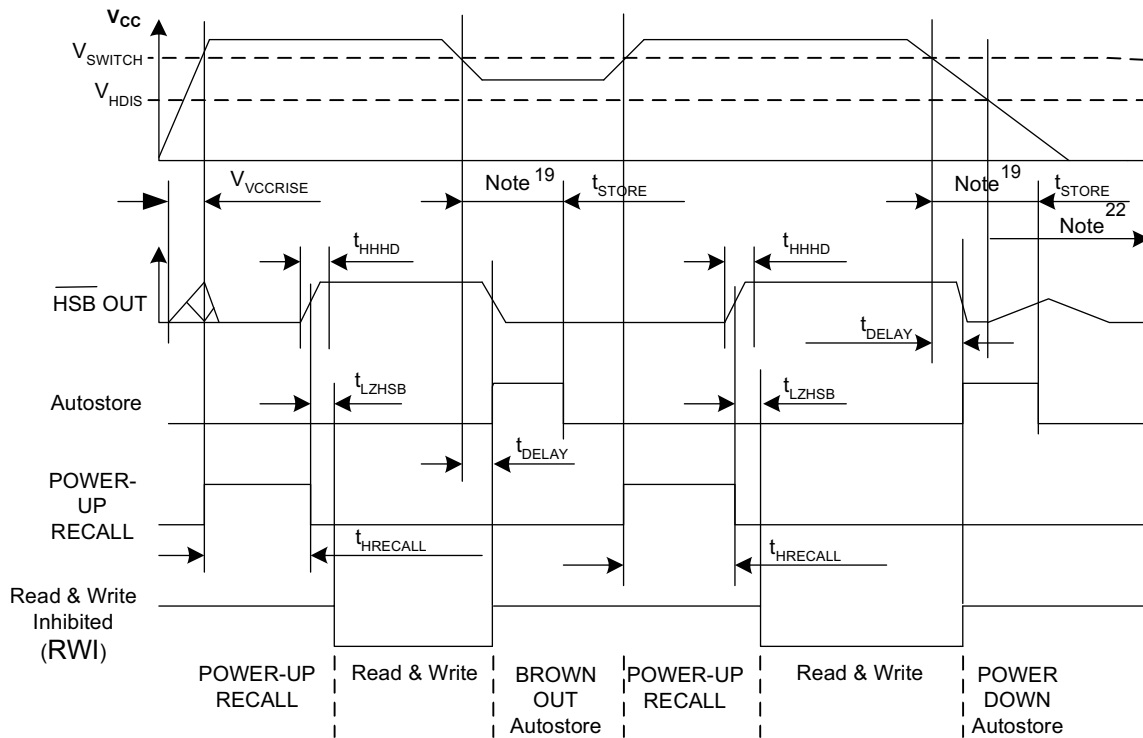 VCC
VSWITCH
VHDIS
VVCCRISE
Note 19
tSTORE
Note 19
tSTORE
Note 22
tHHHD
tHHHD
HSB OUT
tDELAY
tLZHSB
tLZHSB
Autostore
tDELAY
POWER-
UP
RECALL
tHRECALL
tHRECALL
Read & Write
Inhibited
(RWI)
POWER-UP
RECALL
Read & Write
BROWN
OUT
Autostore
POWER-UP
RECALL
Read & Write
POWER
DOWN
Autostore